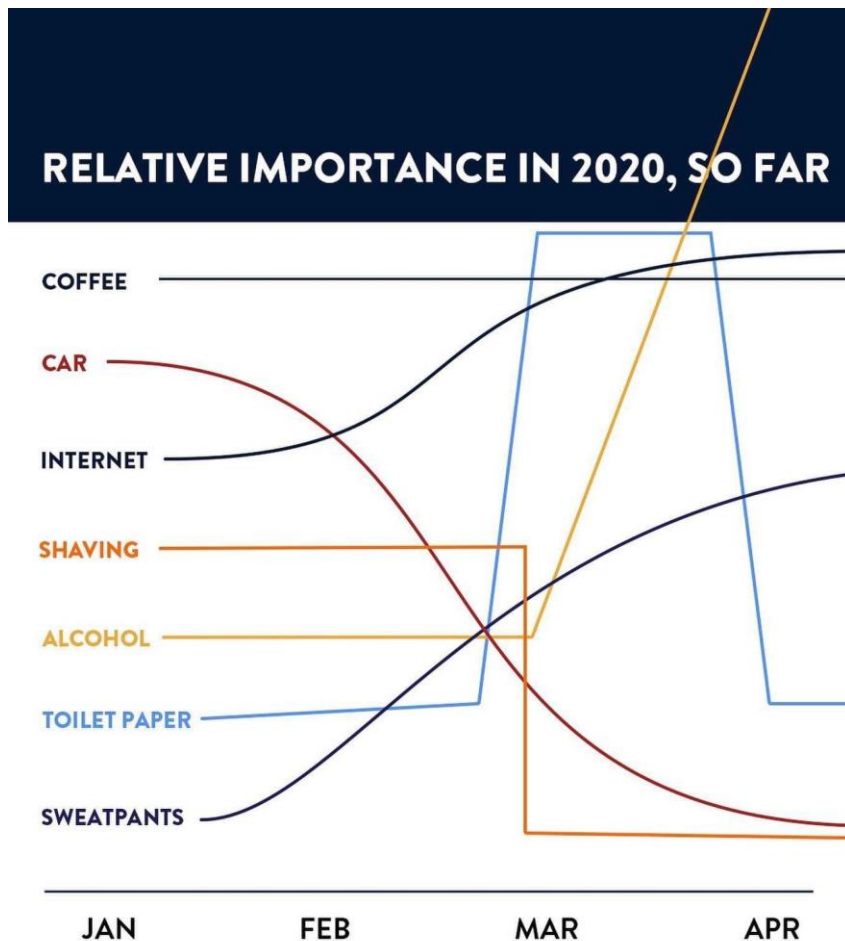 RELATIVE IMPORTANCE IN 2020, SO FAR
COFFEE
CAR
INTERNET
SHAVING
ALCOHOL
TOILET PAPER
SWEATPANTS
JAN FEB MAR APR